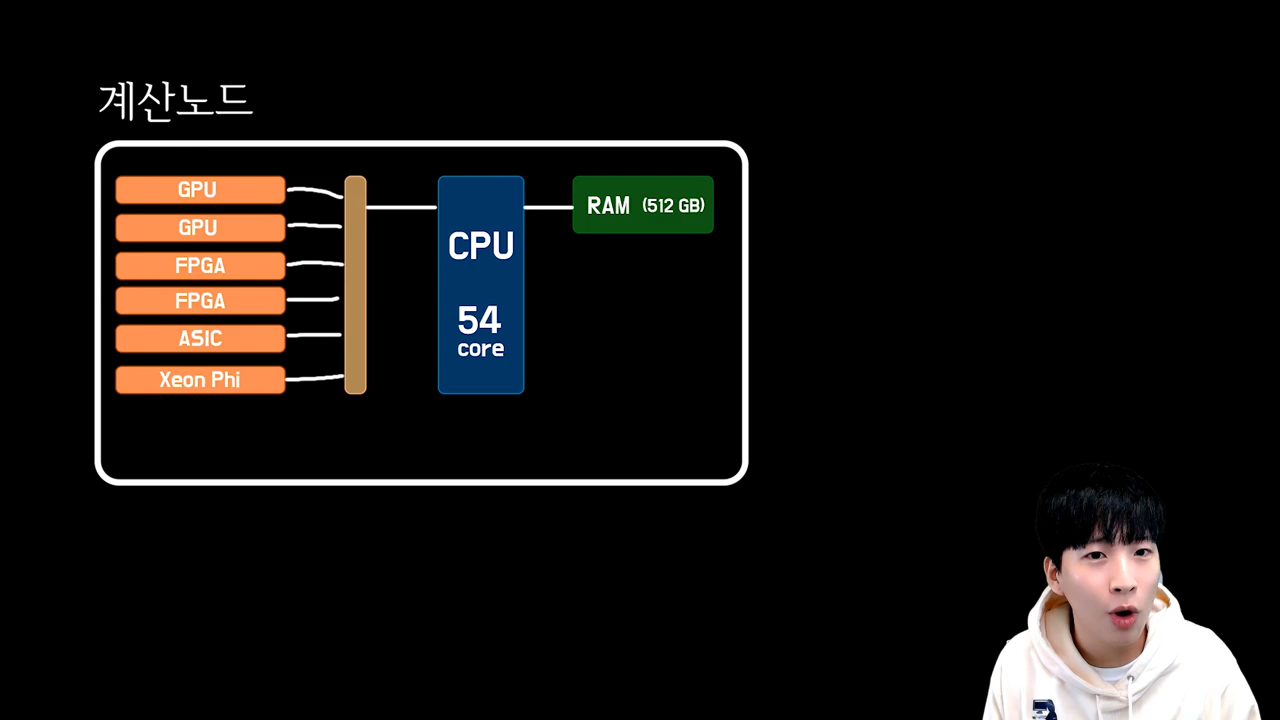 계산노드
GPU
GPU
FPGA
FPGA
ASIC
Xeon Phi
CPU
54
core
RAM (512 GB)